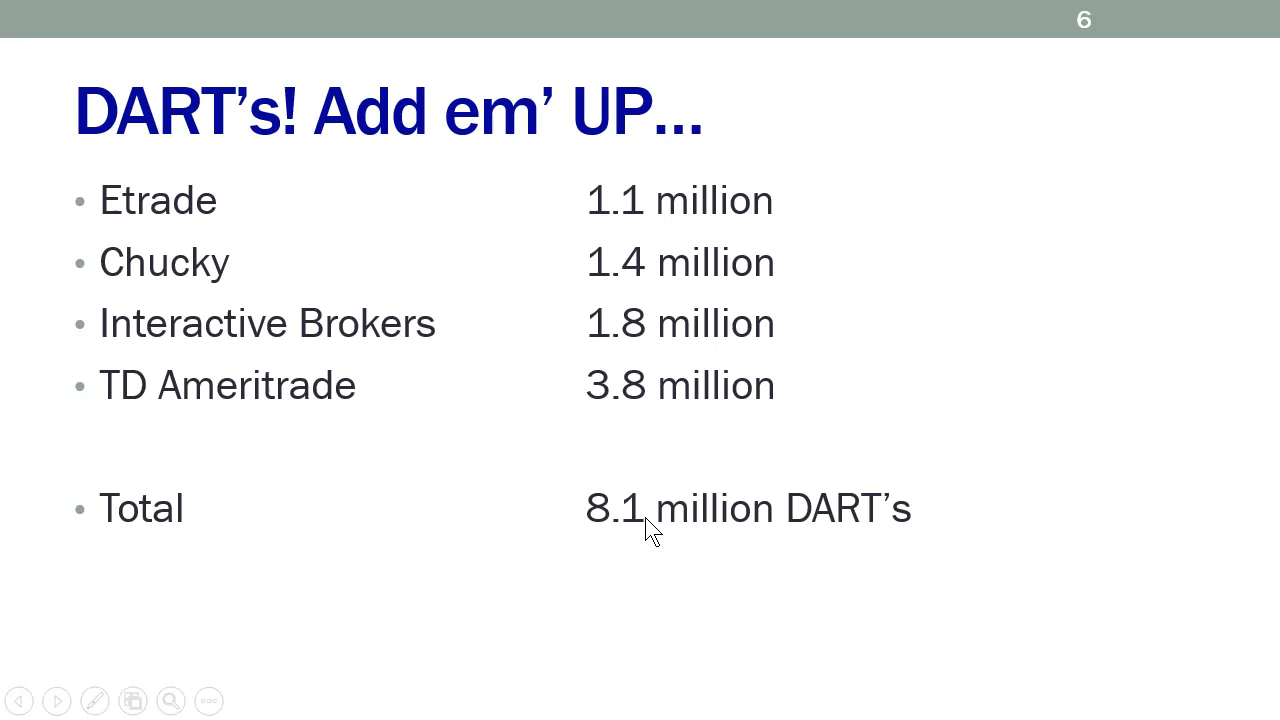 6
DART’s! Add em’ UP...
• Etrade 1.1 million
• Chucky 1.4 million
• Interactive Brokers 1.8 million
• TD Ameritrade 3.8 million
• Total 8.1 million DART’s